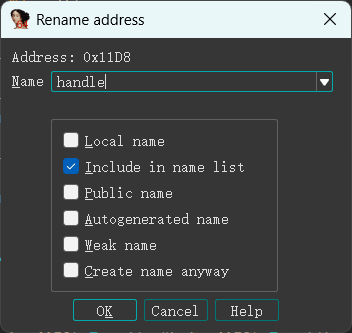 Rename address
Address: 0x11D8
Name handle
Local name
Include in name list
Public name
Autogenerated name
Weak name
Create name anyway
OK Cancel Help